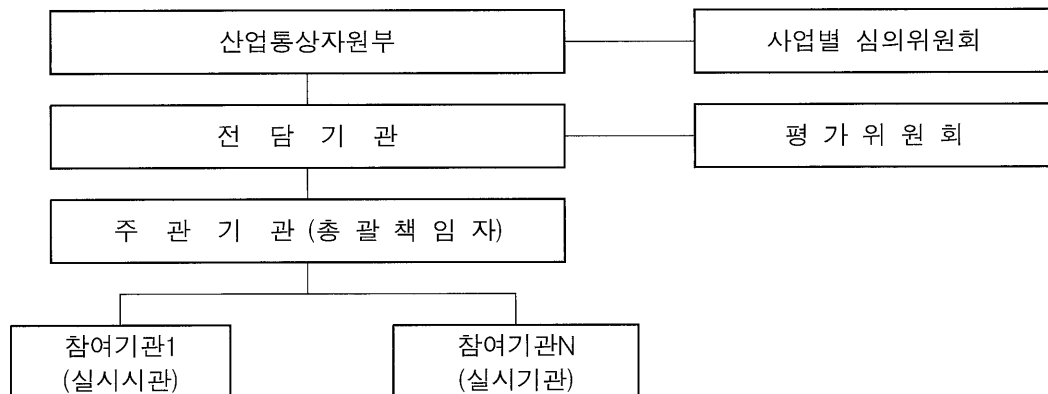 산업통상자원부
사업별 심의위원회
전 담 기 관
평 가 위 원 회
주 관 기 관 (총 괄 책 임 자)
참여기관1
(실시시관)
참여기관N
(실시기관)